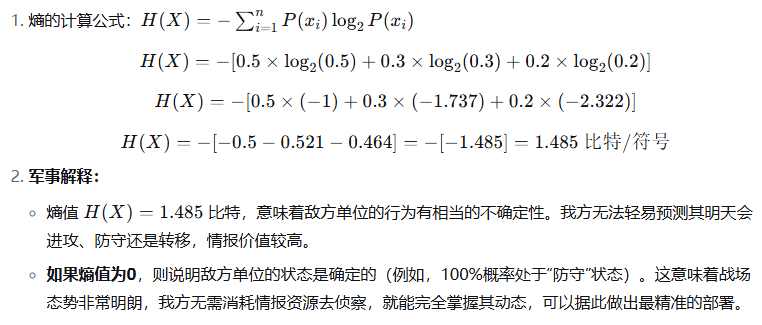 1. 熵的计算公式：H(X) = −∑ⁿᵢ₌₁ P(xᵢ) log₂ P(xᵢ)
H(X) = −[0.5 × log₂(0.5) + 0.3 × log₂(0.3) + 0.2 × log₂(0.2)]
H(X) = −[0.5 × (−1) + 0.3 × (−1.737) + 0.2 × (−2.322)]
H(X) = −[−0.5 − 0.521 − 0.464] = −[−1.485] = 1.485 比特/符号
2. 军事解释：
○ 熵值 H(X) = 1.485 比特，意味着敌方单位的行为有相当的不确定性。我方无法轻易预测其明天会
进攻、防守还是转移，情报价值较高。
○ 如果熵值为0，则说明敌方单位的状态是确定的（例如，100%概率处于“防守”状态）。这意味着战场
态势非常明朗，我方无需消耗情报资源去侦察，就能完全掌握其动态，可以据此做出最精准的部署。